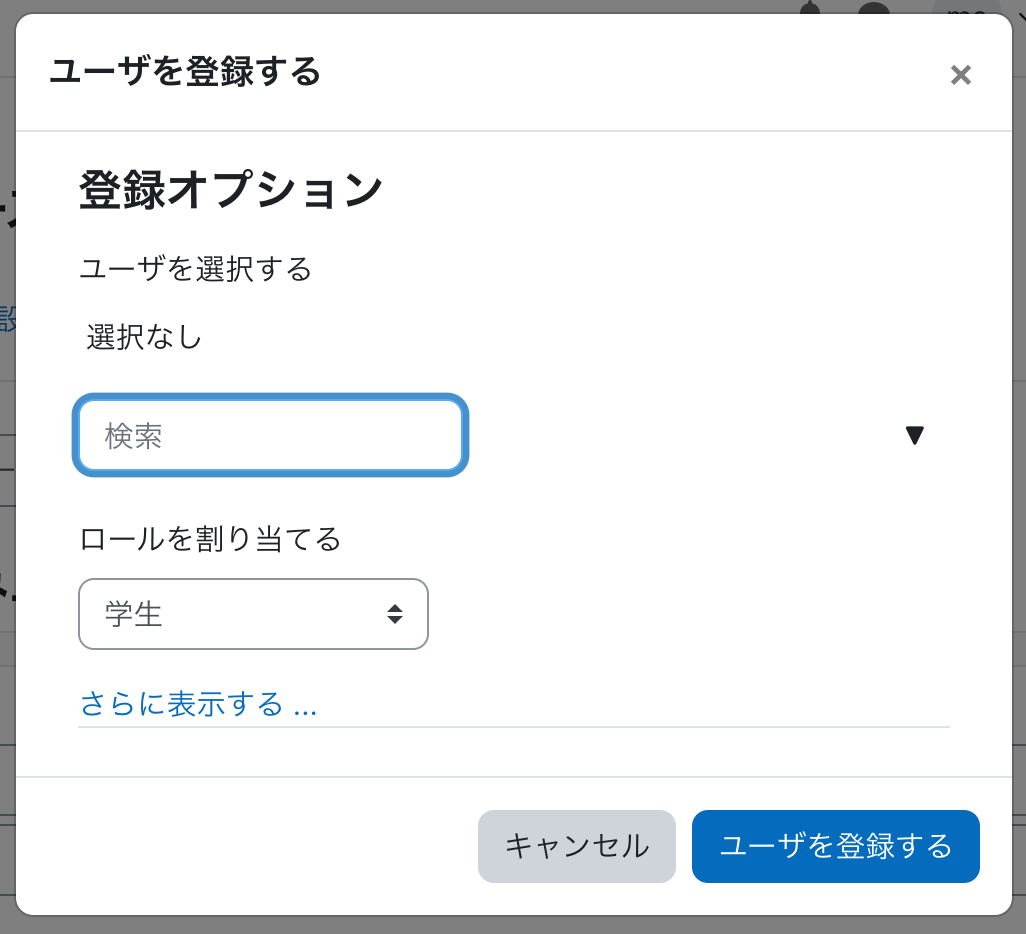 ユーザを登録する
×
登録オプション
ユーザを選択する
選択なし
検索
▼
ロールを割り当てる
学生
さらに表示する ...
キャンセル
ユーザを登録する